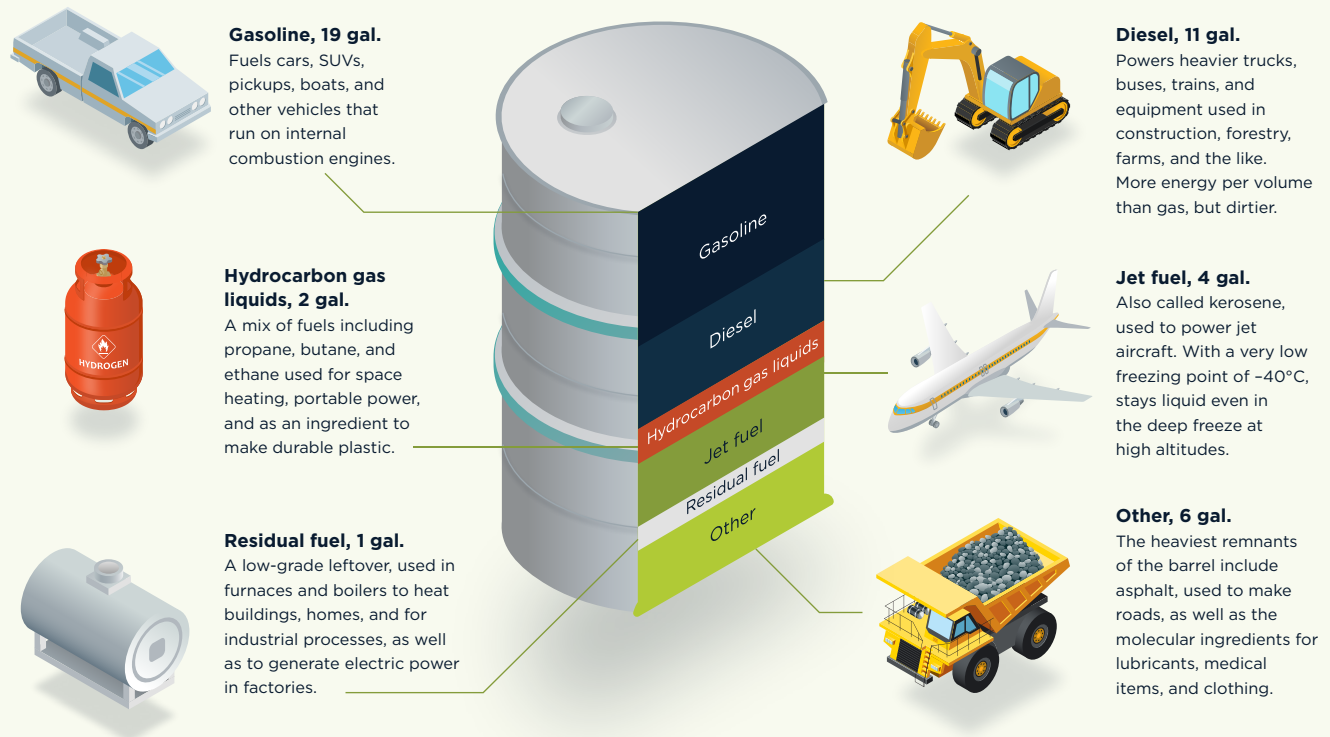 Gasoline, 19 gal.
Fuels cars, SUVs,
pickups, boats, and
other vehicles that
run on internal
combustion engines.
Hydrocarbon gas
liquids, 2 gal.
A mix of fuels including
propane, butane, and
ethane used for space
heating, portable power,
and as an ingredient to
make durable plastic.
HYDROGEN
Residual fuel, 1 gal.
A low-grade leftover, used in
furnaces and boilers to heat
buildings, homes, and for
industrial processes, as well
as to generate electric power
in factories.
Gasoline
Diesel
Hydrocarbon gas liquids
Jet fuel
Residual fuel
Other
Diesel, 11 gal.
Powers heavier trucks,
buses, trains, and
equipment used in
construction, forestry,
farms, and the like.
More energy per volume
than gas, but dirtier.
Jet fuel, 4 gal.
Also called kerosene,
used to power jet
aircraft. With a very low
freezing point of –40°C,
stays liquid even in
the deep freeze at
high altitudes.
Other, 6 gal.
The heaviest remnants
of the barrel include
asphalt, used to make
roads, as well as the
molecular ingredients for
lubricants, medical
items, and clothing.